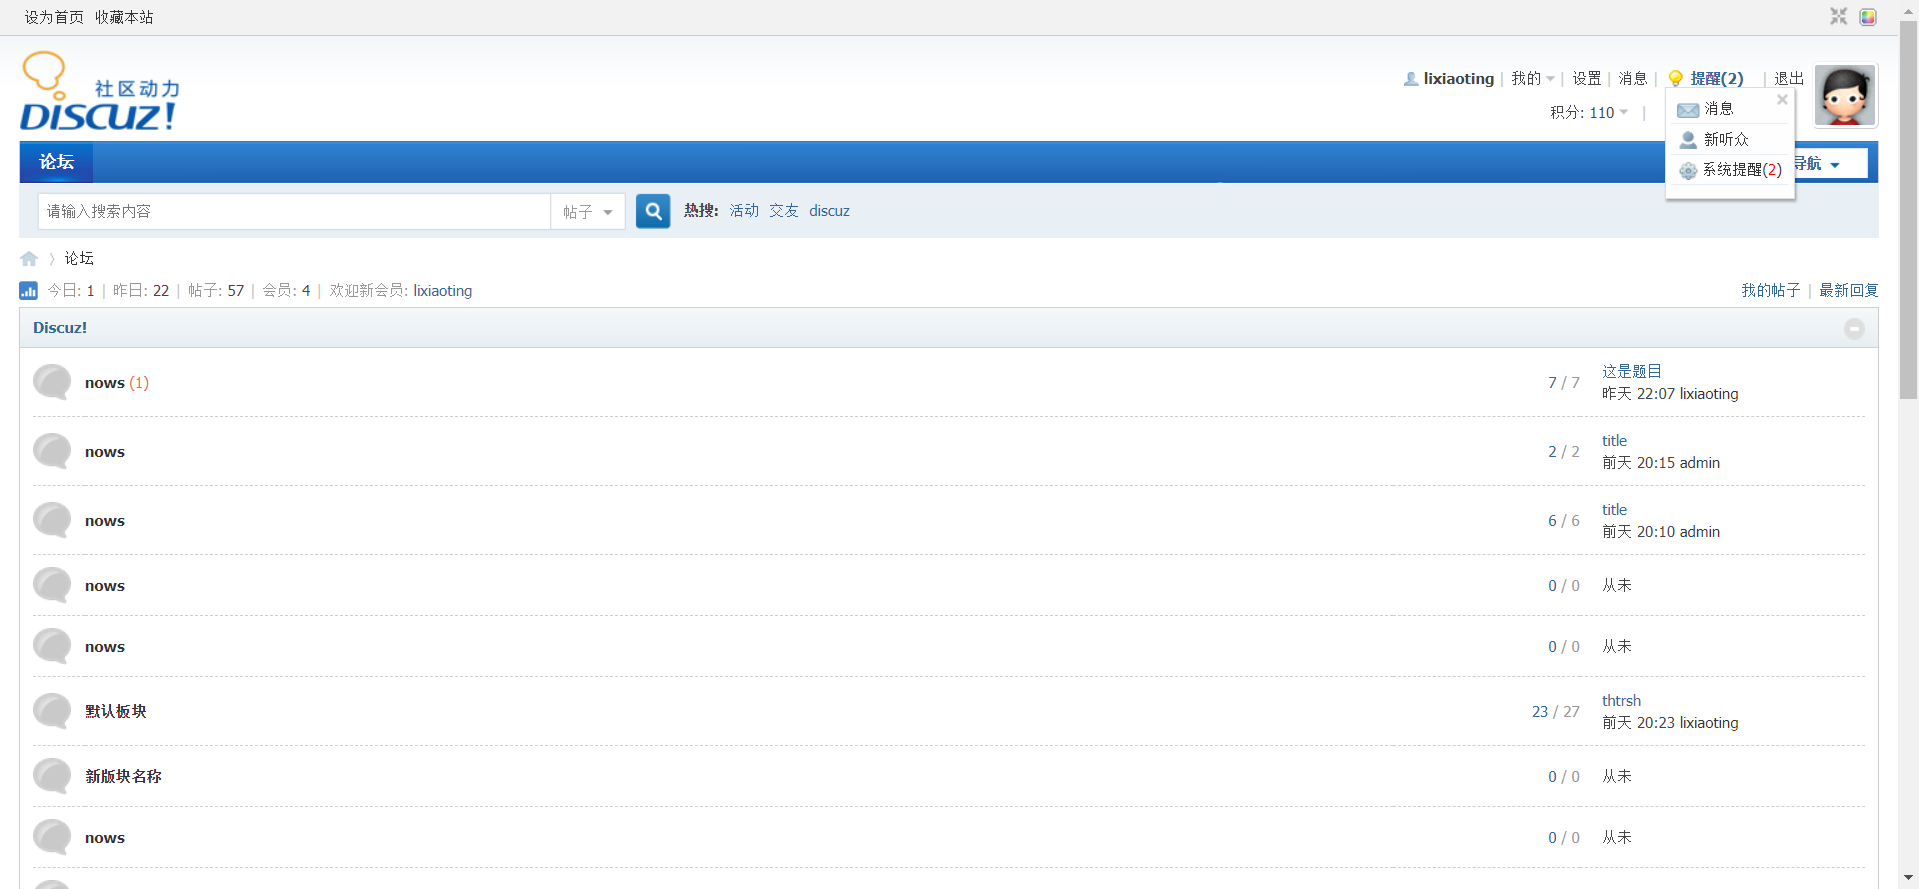 设为首页 收藏本站
社区动力
DISCUZ!
lixiaoting | 我的 | 设置 | 消息 | 提醒(2) | 退出
积分: 110 |
消息
新听众
系统提醒(2)
论坛
导航
请输入搜索内容 帖子 热搜: 活动 交友 discuz
论坛
今日: 1 | 昨日: 22 | 帖子: 57 | 会员: 4 | 欢迎新会员: lixiaoting 我的帖子 | 最新回复
Discuz!
nows (1) 7 / 7 这是题目
昨天 22:07 lixiaoting
nows 2 / 2 title
前天 20:15 admin
nows 6 / 6 title
前天 20:10 admin
nows 0 / 0 从未
nows 0 / 0 从未
默认板块 23 / 27 thtrsh
前天 20:23 lixiaoting
新版块名称 0 / 0 从未
nows 0 / 0 从未